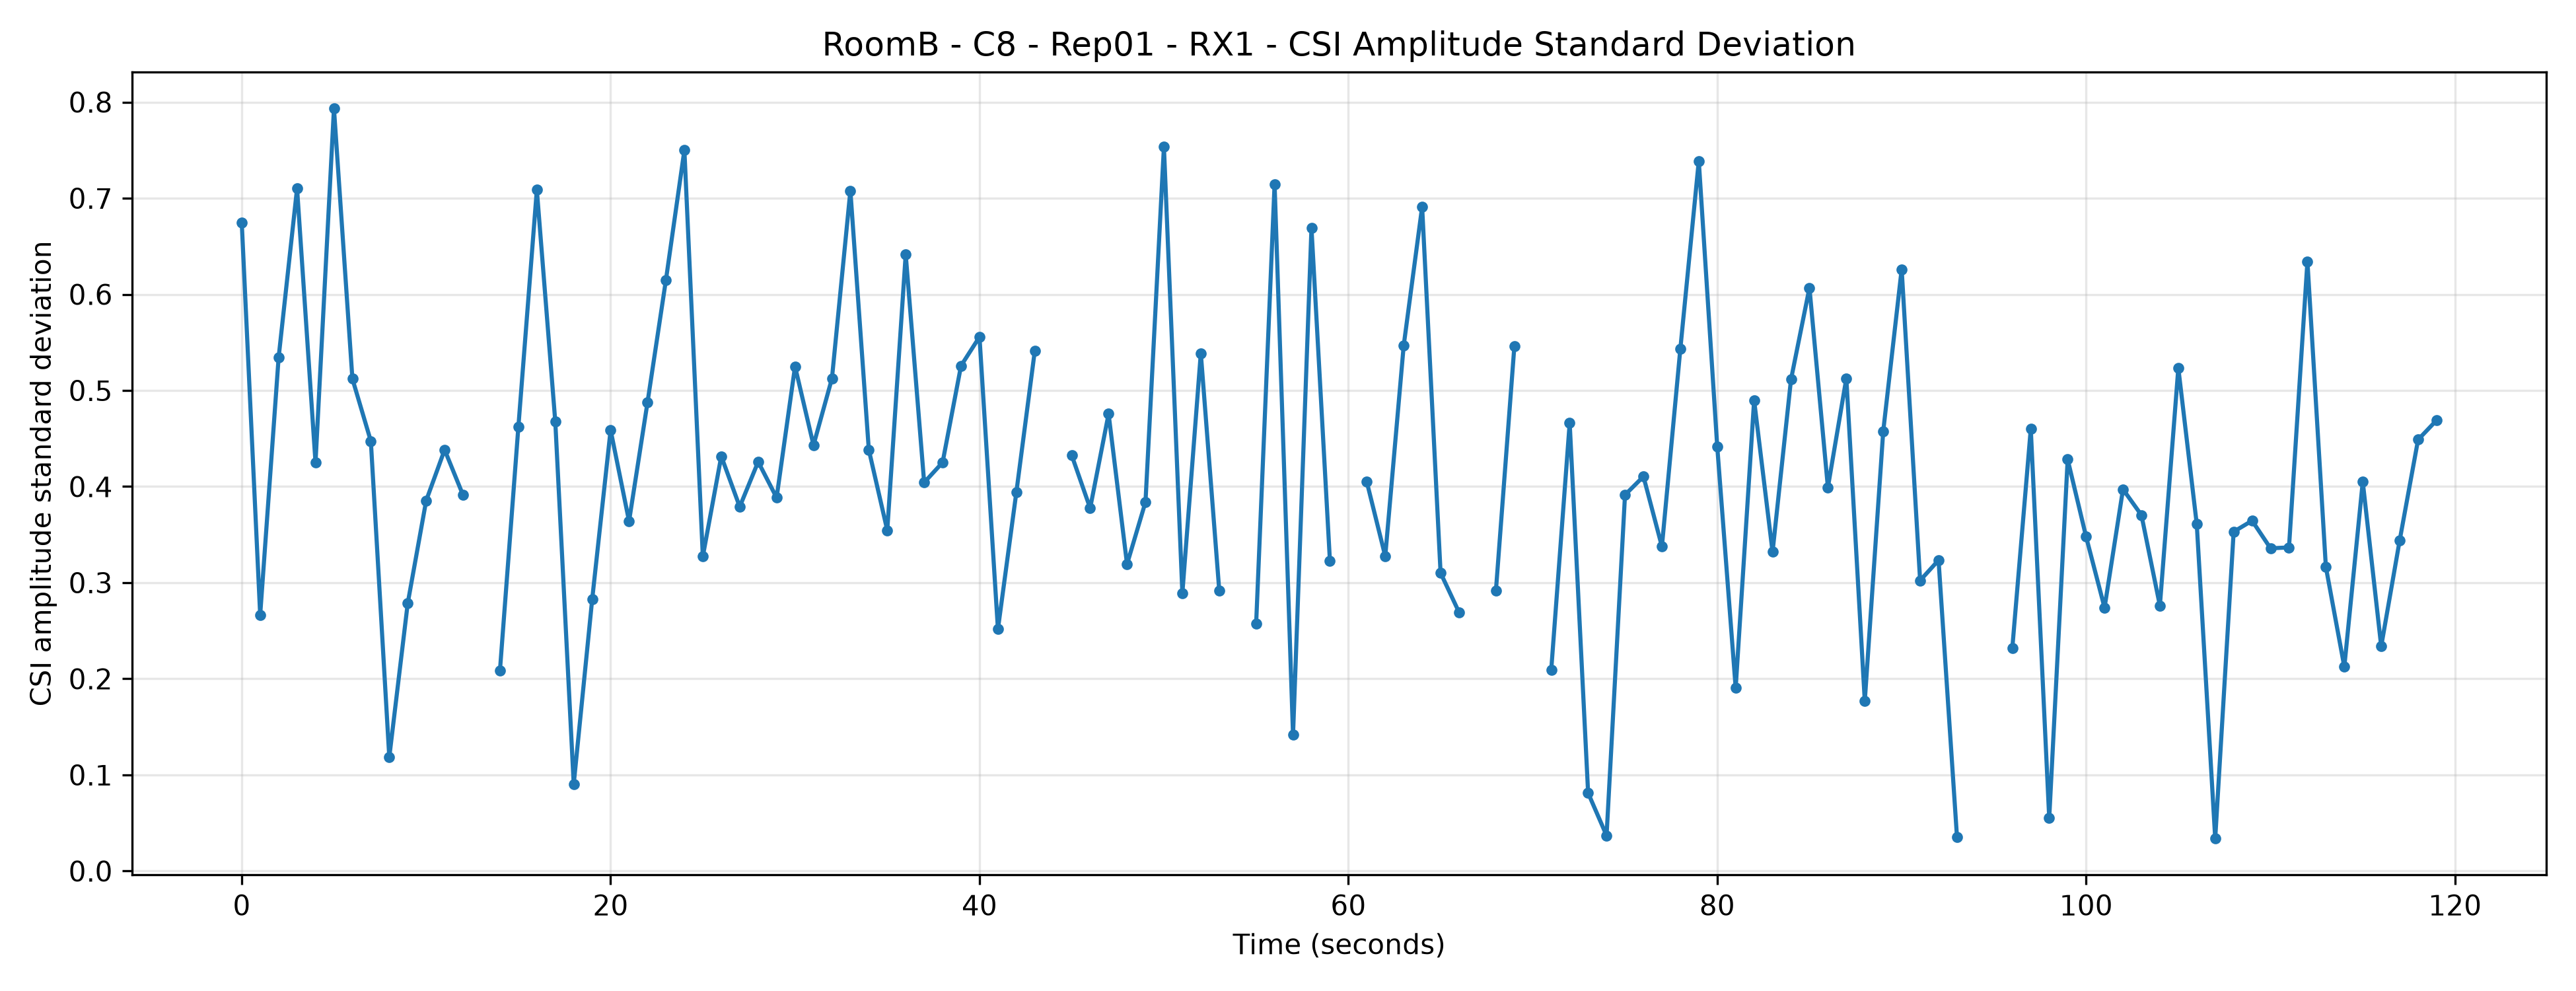 RoomB - C8 - Rep01 - RX1 - CSI Amplitude Standard Deviation
CSI amplitude standard deviation
0.8
0.7
0.6
0.5
0.4
0.3
0.2
0.1
0.0
0 20 40 60 80 100 120
Time (seconds)